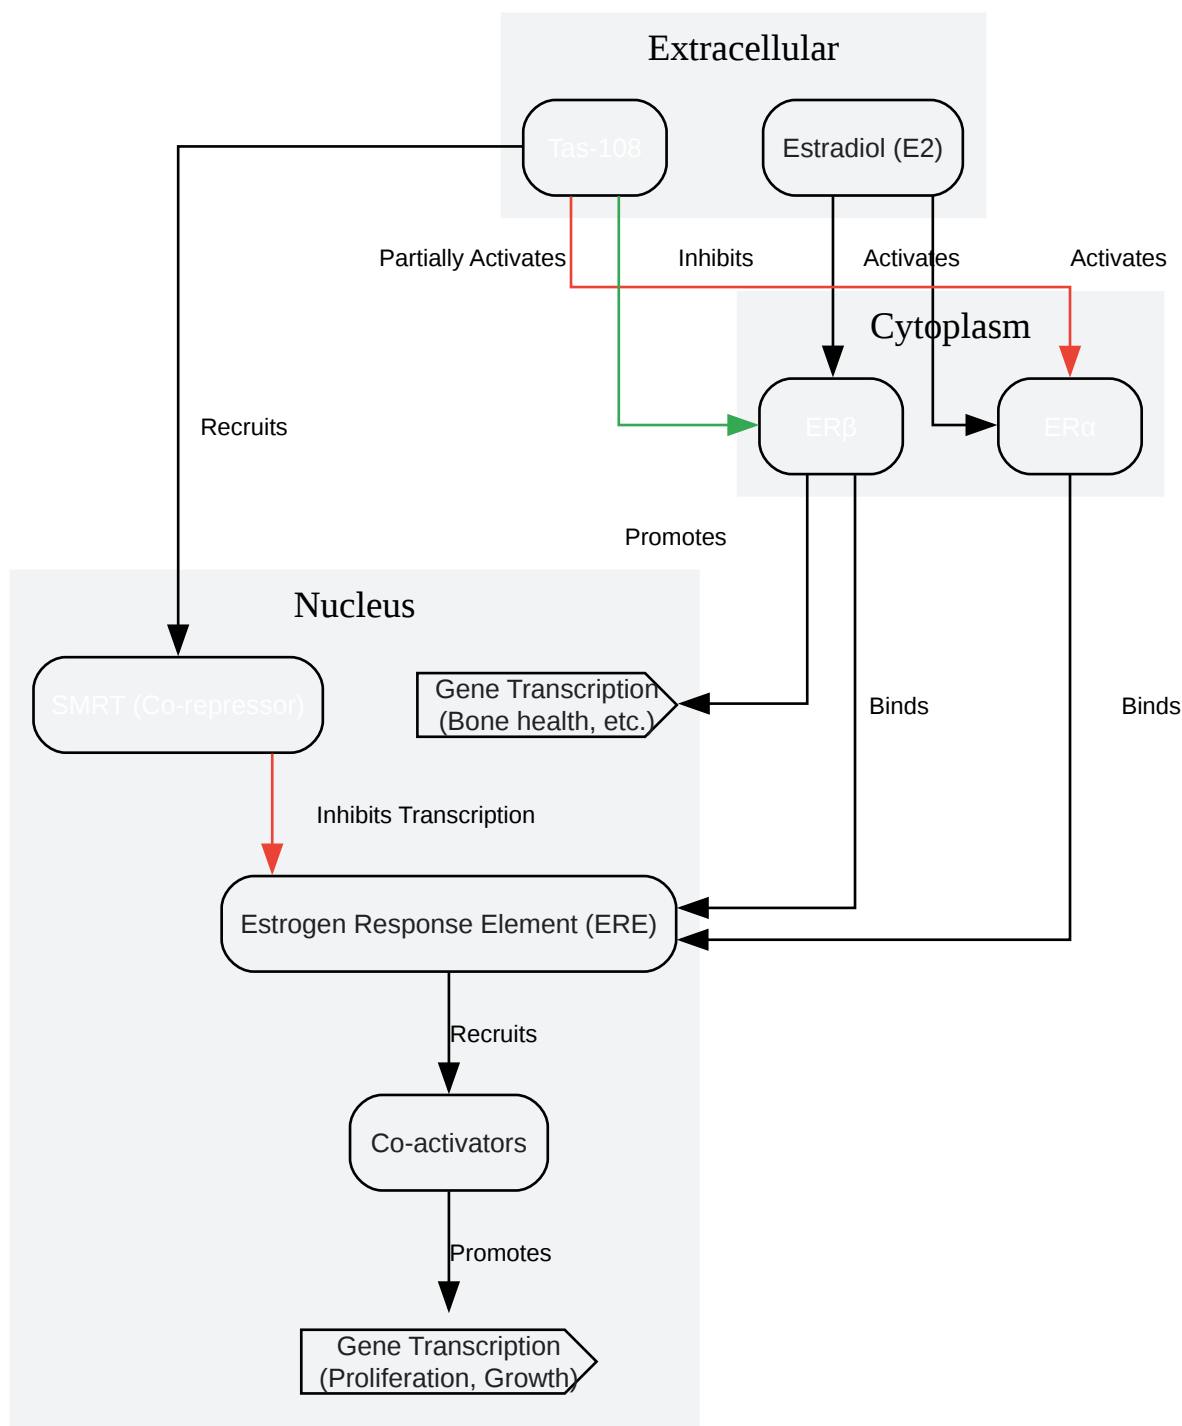 Extracellular
Tas-108
Estradiol (E2)
Partially Activates
Inhibits
Activates
Activates
Cytoplasm
ERβ
ERα
Recruits
Promotes
Nucleus
SMRT (Co-repressor)
Gene Transcription
(Bone health, etc.)
Binds
Binds
Inhibits Transcription
Estrogen Response Element (ERE)
Recruits
Co-activators
Promotes
Gene Transcription
(Proliferation, Growth)